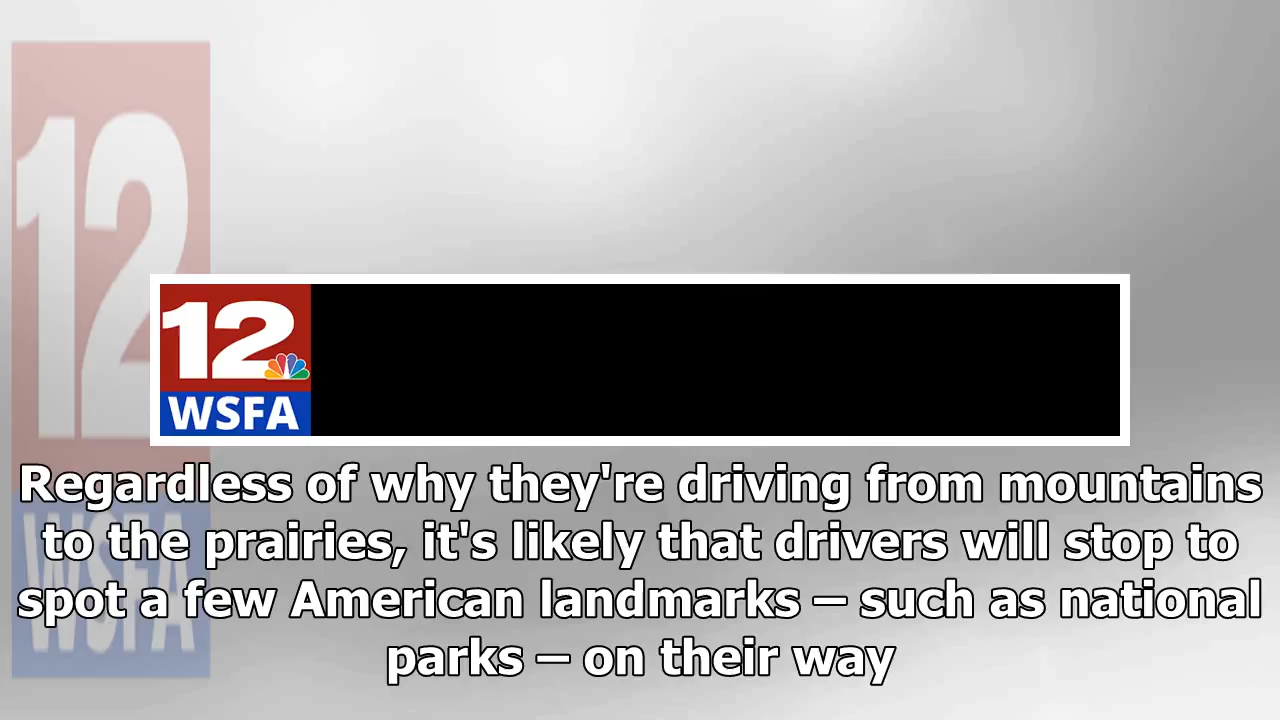 12
WSFA
12
WSFA
Regardless of why they're driving from mountains
to the prairies, it's likely that drivers will stop to
spot a few American landmarks – such as national
parks – on their way